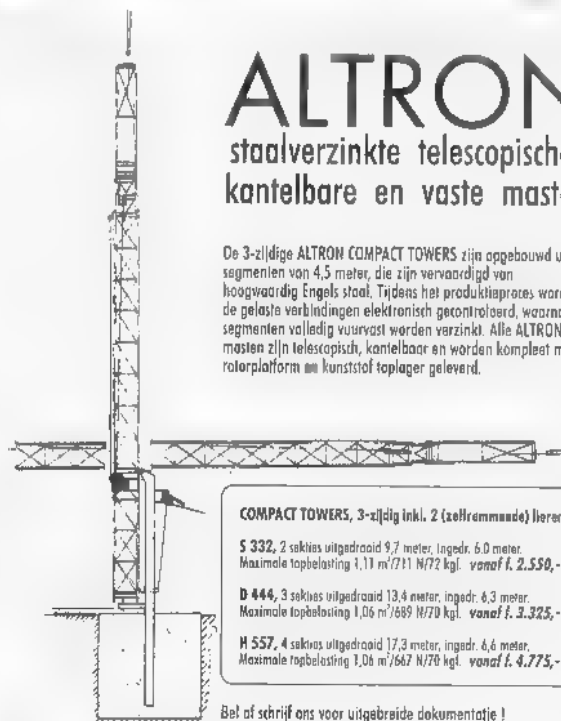 ALTRON
staalverzinkte telescopisch
kantelbare en vaste mast
De 3-zijdige ALTRON COMPACT TOWERS zijn opgebouwd u
segmenten van 4,5 meter, die zijn vervaardigd van
hoogwaardig Engels staal. Tijdens het produktieproces wor
de gelaste verbindingen elektronisch gecontroleerd, waarna
segmenten volledig vuurvast worden verzinkt. Alle ALTRON
masten zijn telescopisch, kantelbaar en worden kompleet m
rotorplatform en kunststof toplager geleverd.
COMPACT TOWERS, 3-zijdig inkl. 2 (zelfremmende) lieren
S 332, 2 sekties uitgedraaid 9,7 meter, ingedr. 6.0 meter.
Maximale topbelasting 1,11 m²/711 N/72 kgf. vanaf f. 2.550,-
D 444, 3 sekties uitgedraaid 13,4 meter, ingedr. 6,3 meter.
Maximale topbelasting 1,06 m²/689 N/70 kgf. vanaf f. 3.325,-
H 557, 4 sekties uitgedraaid 17,3 meter, ingedr. 6,6 meter,
Maximale topbelasting 1,06 m²/667 N/70 kgf. vanaf f. 4.775,-
Bel of schrijf ons voor uitgebreide dokumentatie !